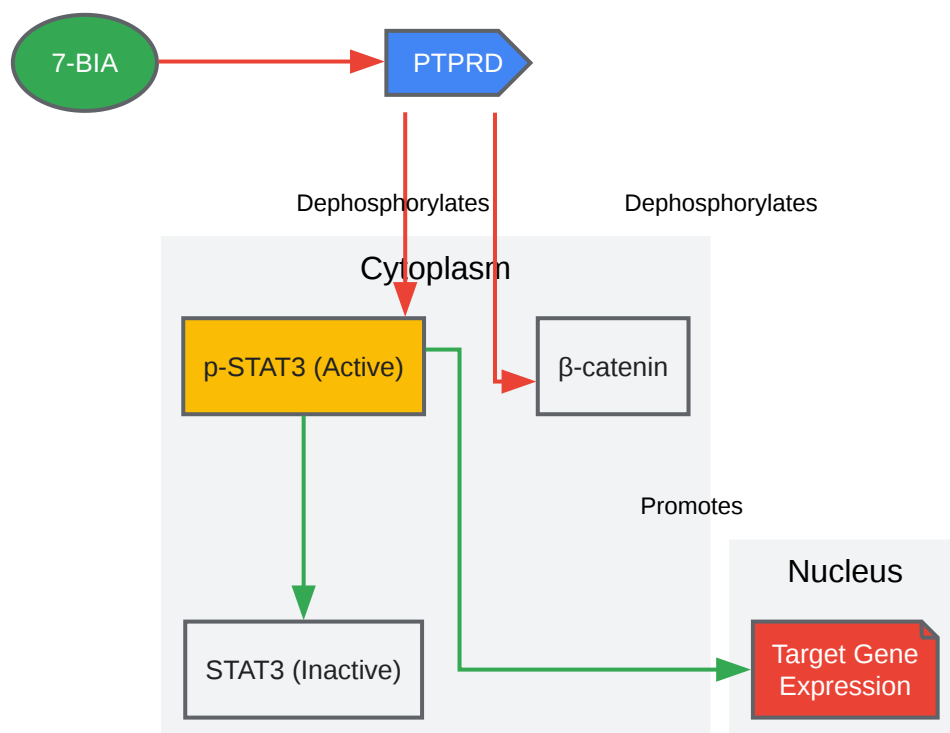 7-BIA
PTPRD
Dephosphorylates
Dephosphorylates
Cytoplasm
p-STAT3 (Active)
β-catenin
Promotes
Nucleus
STAT3 (Inactive)
Target Gene
Expression